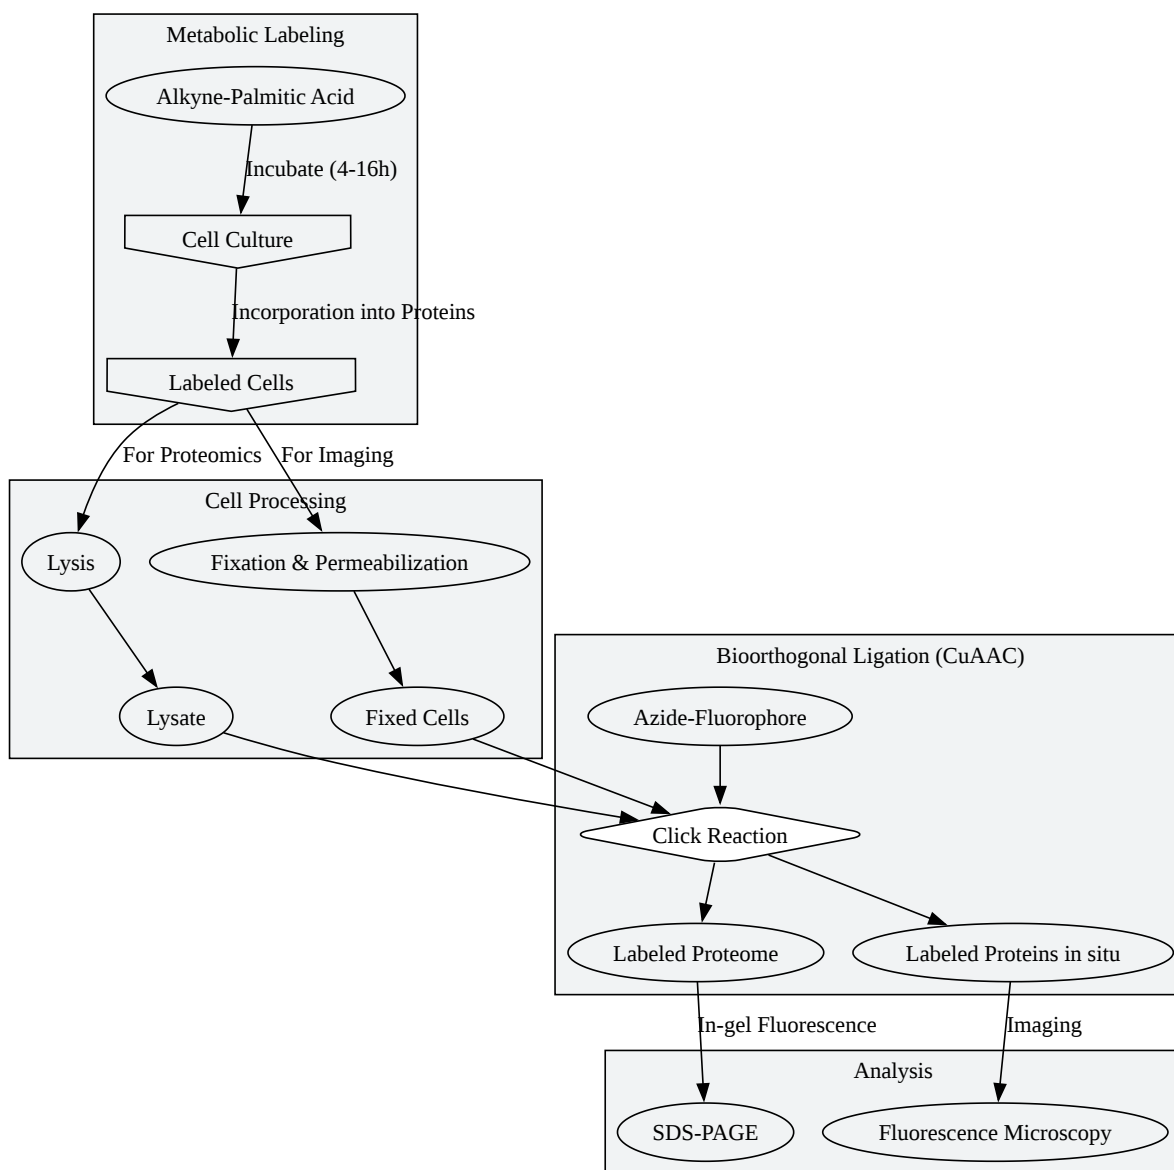 Metabolic Labeling
Alkyne-Palmitic Acid
Incubate (4-16h)
Cell Culture
Incorporation into Proteins
Labeled Cells
For Proteomics
For Imaging
Cell Processing
Lysis
Fixation & Permeabilization
Lysate
Fixed Cells
Bioorthogonal Ligation (CuAAC)
Azide-Fluorophore
Click Reaction
Labeled Proteome
Labeled Proteins in situ
In-gel Fluorescence
Imaging
Analysis
SDS-PAGE
Fluorescence Microscopy